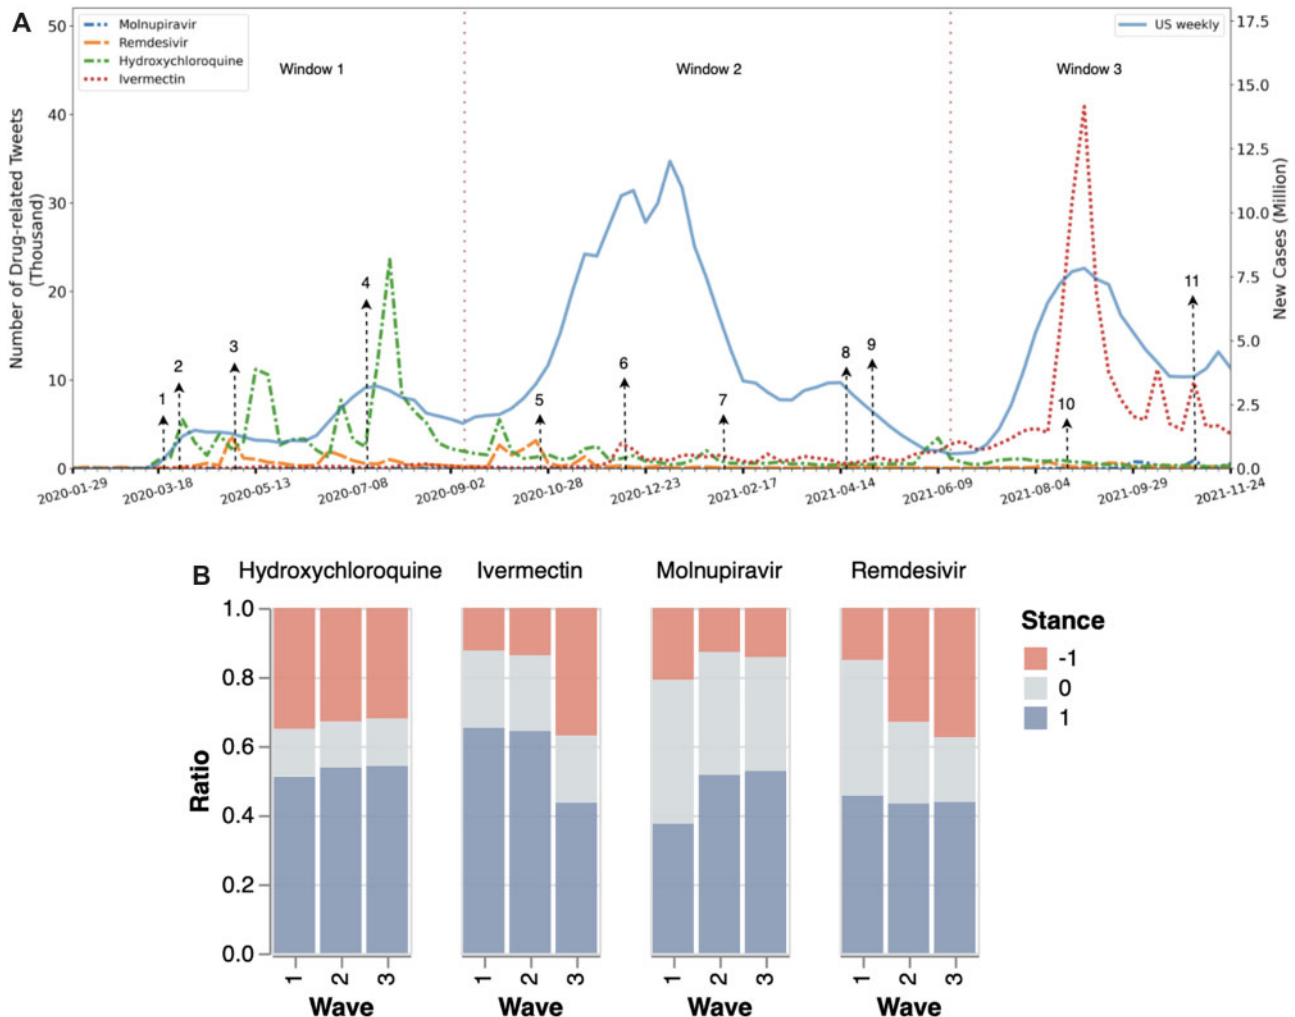 A
Molnupiravir
Remdesivir
Hydroxychloroquine
Ivermectin
US weekly
Window 1
Window 2
Window 3
Number of Drug-related Tweets
(Thousand)
50
40
30
20
10
0
New Cases (Million)
17.5
15.0
12.5
10.0
7.5
5.0
2.5
0.0
1
2
3
4
5
6
7
8
9
10
11
2020-01-29
2020-03-18
2020-05-13
2020-07-08
2020-09-02
2020-10-28
2020-12-23
2021-02-17
2021-04-14
2021-06-09
2021-08-04
2021-09-29
2021-11-24
B
Hydroxychloroquine
Ivermectin
Molnupiravir
Remdesivir
Ratio
1.0
0.8
0.6
0.4
0.2
0.0
1 2 3
1 2 3
1 2 3
1 2 3
Wave
Wave
Wave
Wave
Stance
-1
0
1